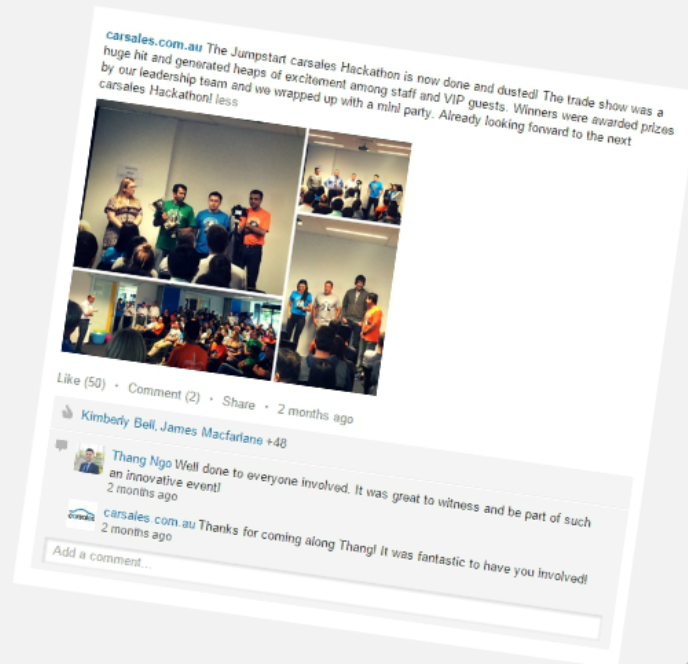 carsales.com.au The Jumpstart carsales Hackathon is now done and dusted! The trade show was a
huge hit and generated heaps of excitement among staff and VIP guests. Winners were awarded prizes
by our leadership team and we wrapped up with a mini party. Already looking forward to the next
carsales Hackathon! less
Like (50) · Comment (2) · Share · 2 months ago
Kimberly Bell, James Macfarlane +48
Thang Ngo Well done to everyone involved. It was great to witness and be part of such
an innovative event!
2 months ago
carsales
carsales.com.au Thanks for coming along Thang! It was fantastic to have you involved!
2 months ago
Add a comment...